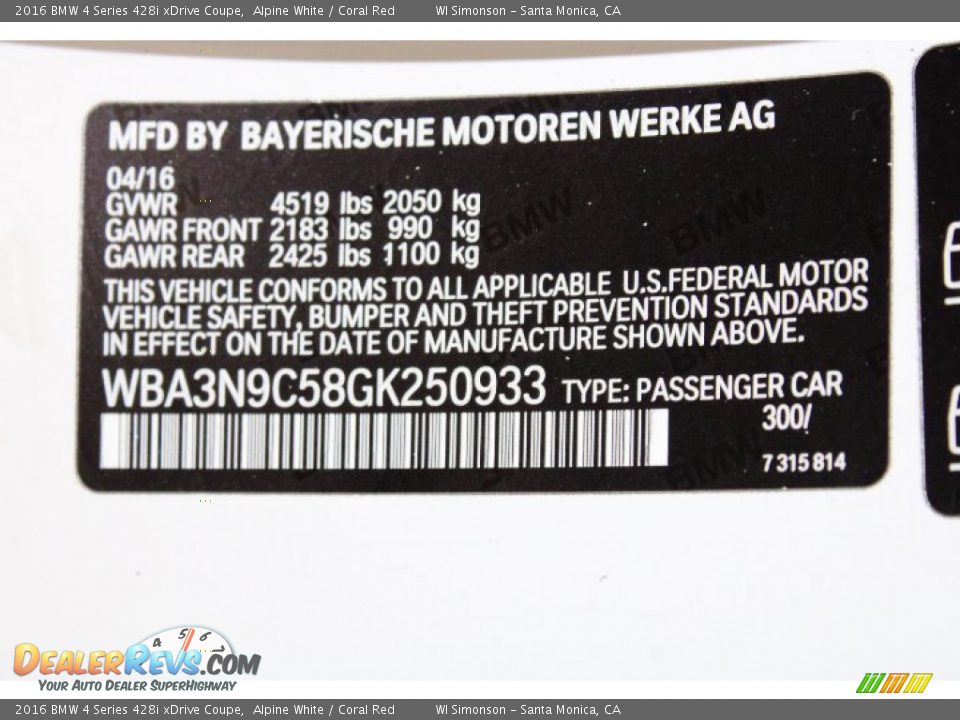 2016 BMW 4 Series 428i xDrive Coupe,  Alpine White / Coral Red        WI Simonson - Santa Monica, CA
MFD BY BAYERISCHE MOTOREN WERKE AG
04/16
GVWR 4519 lbs 2050 kg
GAWR FRONT 2183 lbs 990 kg
GAWR REAR 2425 lbs 1100 kg
THIS VEHICLE CONFORMS TO ALL APPLICABLE U.S.FEDERAL MOTOR
VEHICLE SAFETY, BUMPER AND THEFT PREVENTION STANDARDS
IN EFFECT ON THE DATE OF MANUFACTURE SHOWN ABOVE.
WBA3N9C58GK250933 TYPE: PASSENGER CAR
300/
7 315 814
4 5 6 7
DEALERREVS.COM
YOUR AUTO DEALER SUPERHIGHWAY
2016 BMW 4 Series 428i xDrive Coupe,  Alpine White / Coral Red        WI Simonson - Santa Monica, CA